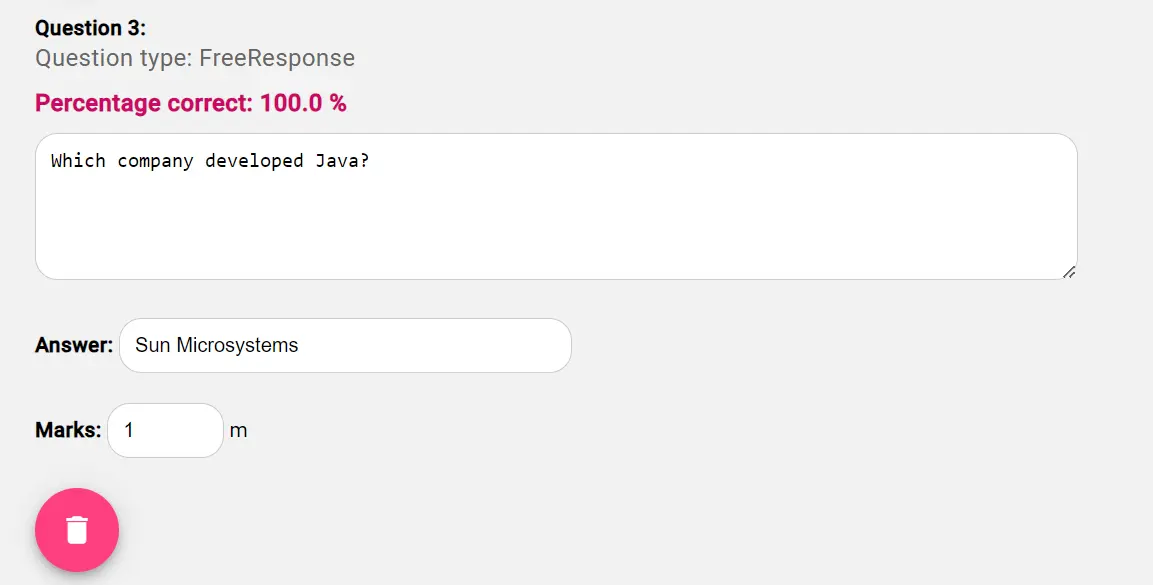 Question 3:
Question type: FreeResponse
Percentage correct: 100.0 %
Which company developed Java?
Answer: Sun Microsystems
Marks: 1 m